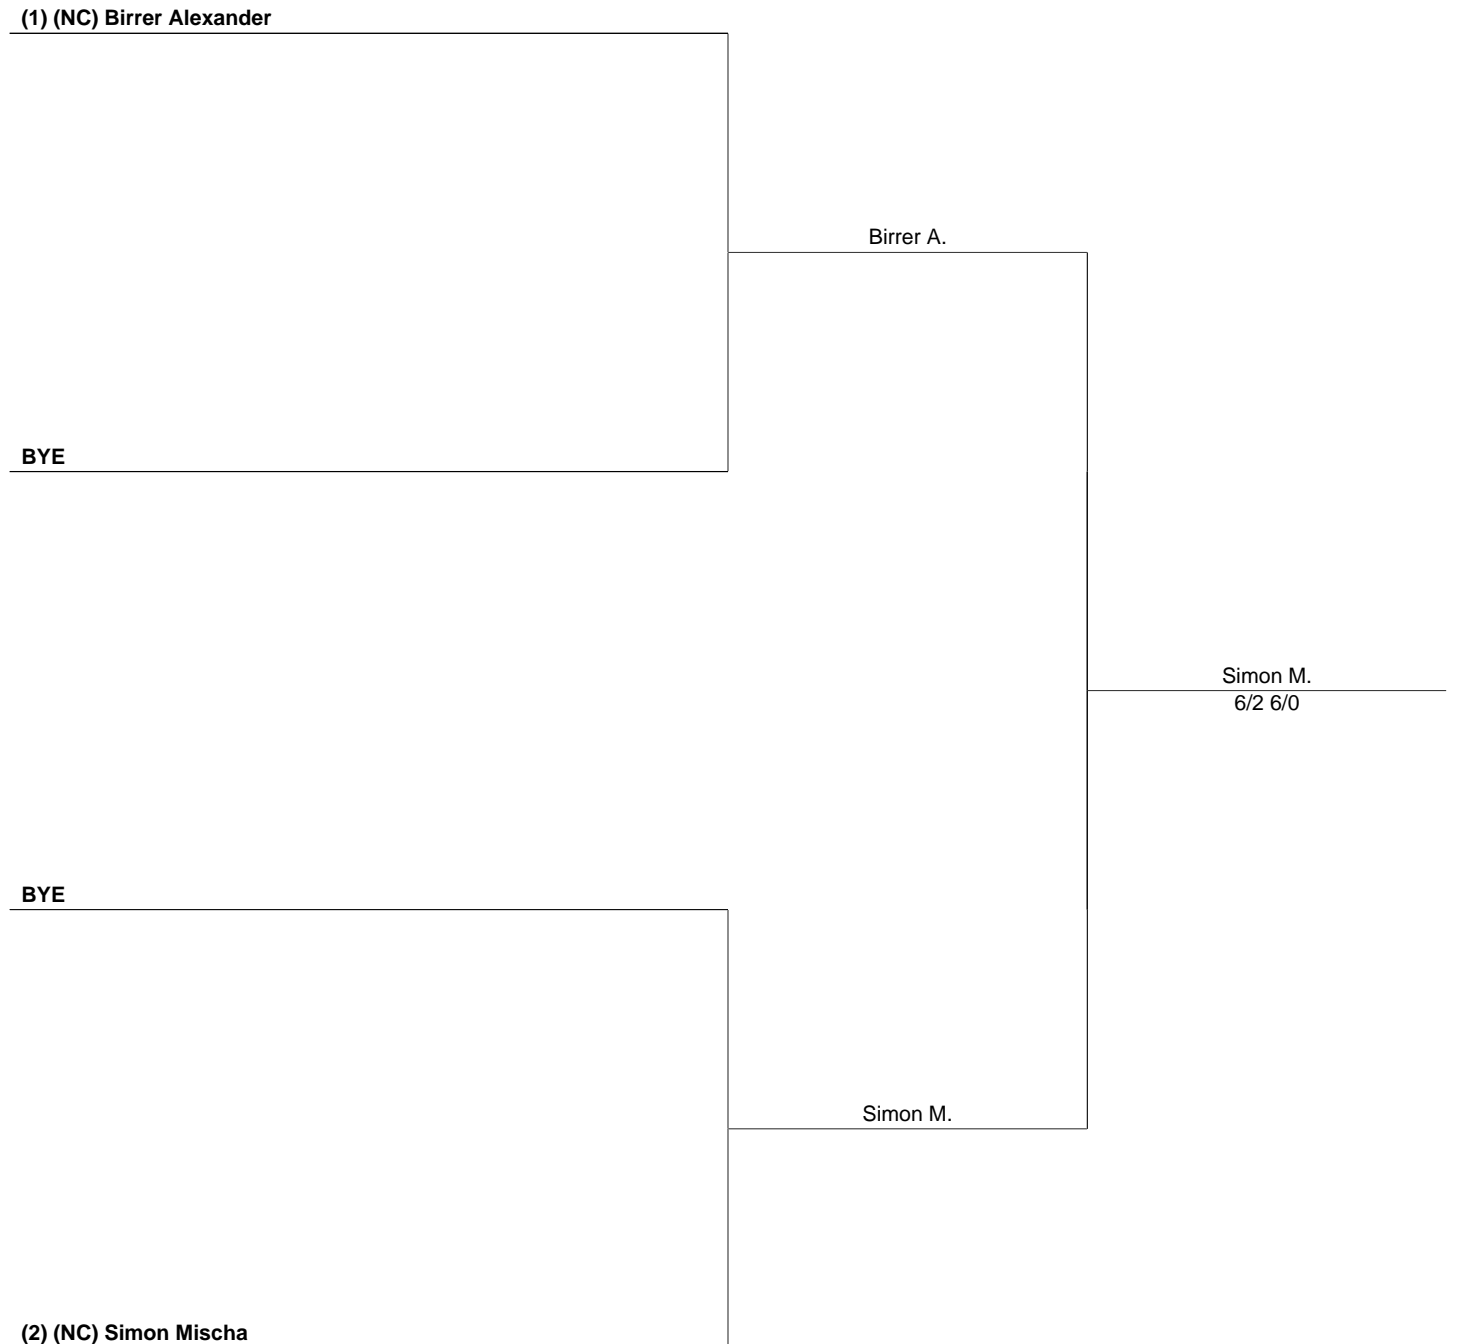 (1) (NC) Birrer Alexander
Birrer A.
BYE
Simon M.
6/2 6/0
BYE
Simon M.
(2) (NC) Simon Mischa